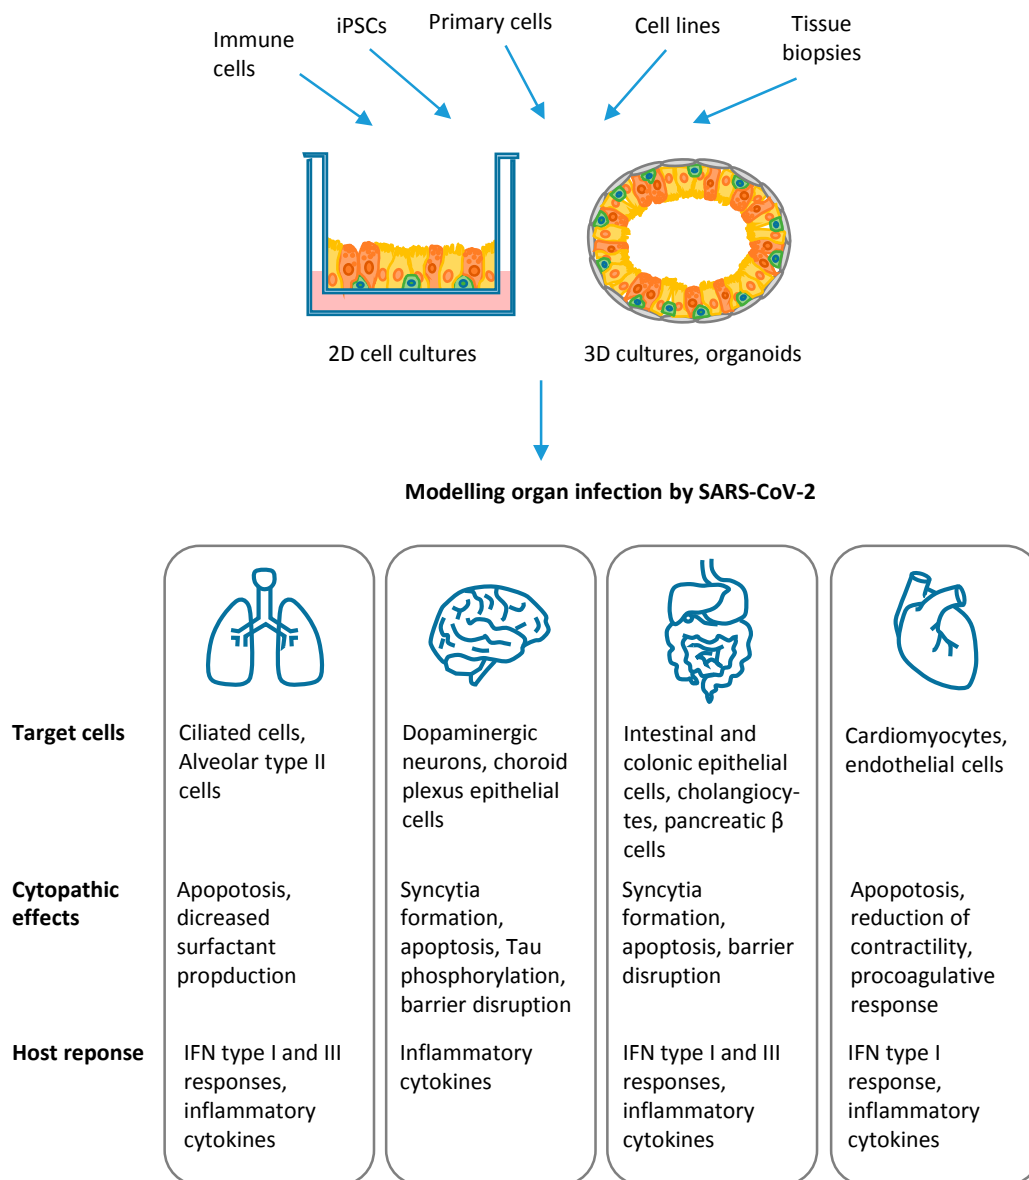 Immune
cells
iPSCs
Primary cells
Cell lines
Tissue
biopsies
2D cell cultures
3D cultures, organoids
Modelling organ infection by SARS-CoV-2
Target cells
Ciliated cells,
Alveolar type II
cells
Dopaminergic
neurons, choroid
plexus epithelial
cells
Intestinal and
colonic epithelial
cells, cholangiocy-
tes, pancreatic β
cells
Cardiomyocytes,
endothelial cells
Cytopathic
effects
Apopotosis,
dicreased
surfactant
propduction
Syncytia
formation,
apoptosis, Tau
phosphorylation,
barrier disruption
Syncytia
formation,
apoptosis, barrier
disruption
Apopotosis,
reduction of
contractility,
procoagulative
response
Host reponse
IFN type I and III
responses,
inflammatory
cytokines
Inflammatory
cytokines
IFN type I and III
responses,
inflammatory
cytokines
IFN type I
response,
inflammatory
cytokines